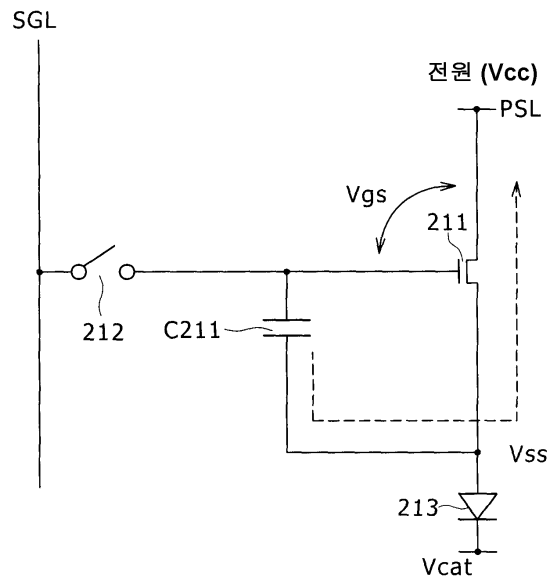 SGL
전원 (Vcc)
PSL
Vgs
211
212
C211
Vss
213
Vcat